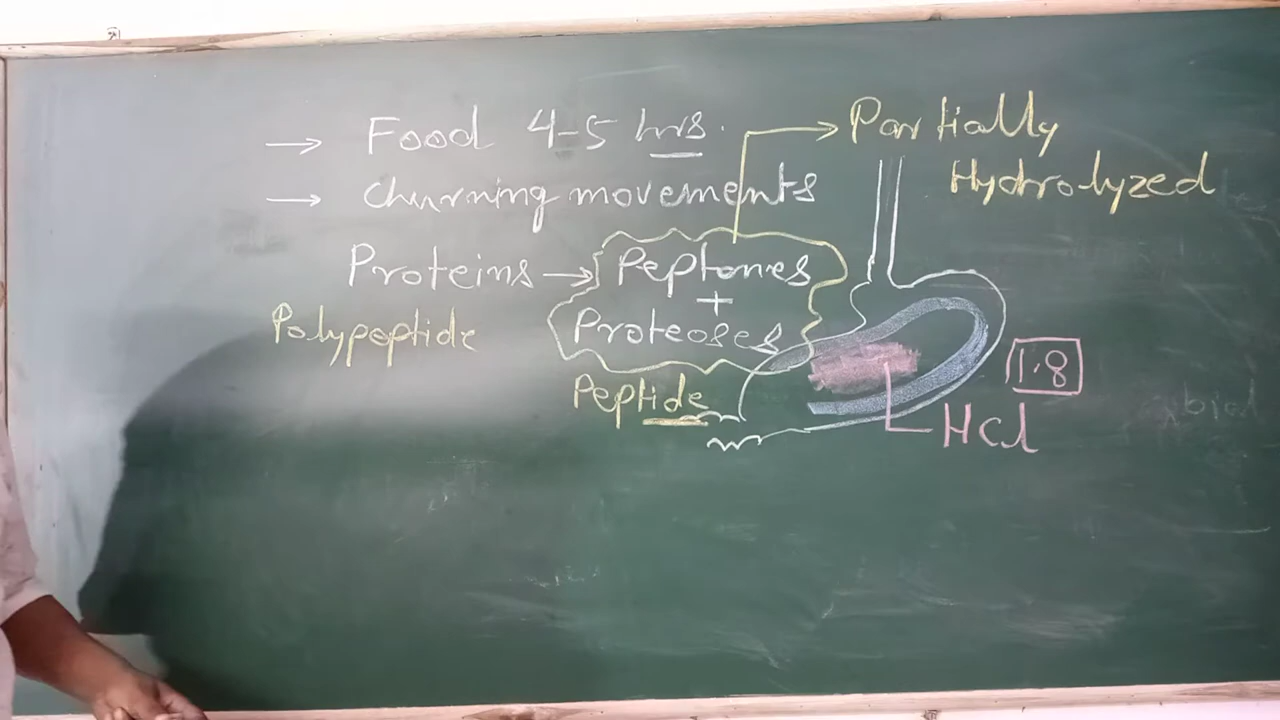 → Food 4-5 hrs.
→ Partially
Hydrolyzed
→ churning movements
Proteins → Peptones
+
Proteoses
Polypeptide
Peptide
1.8
HCl